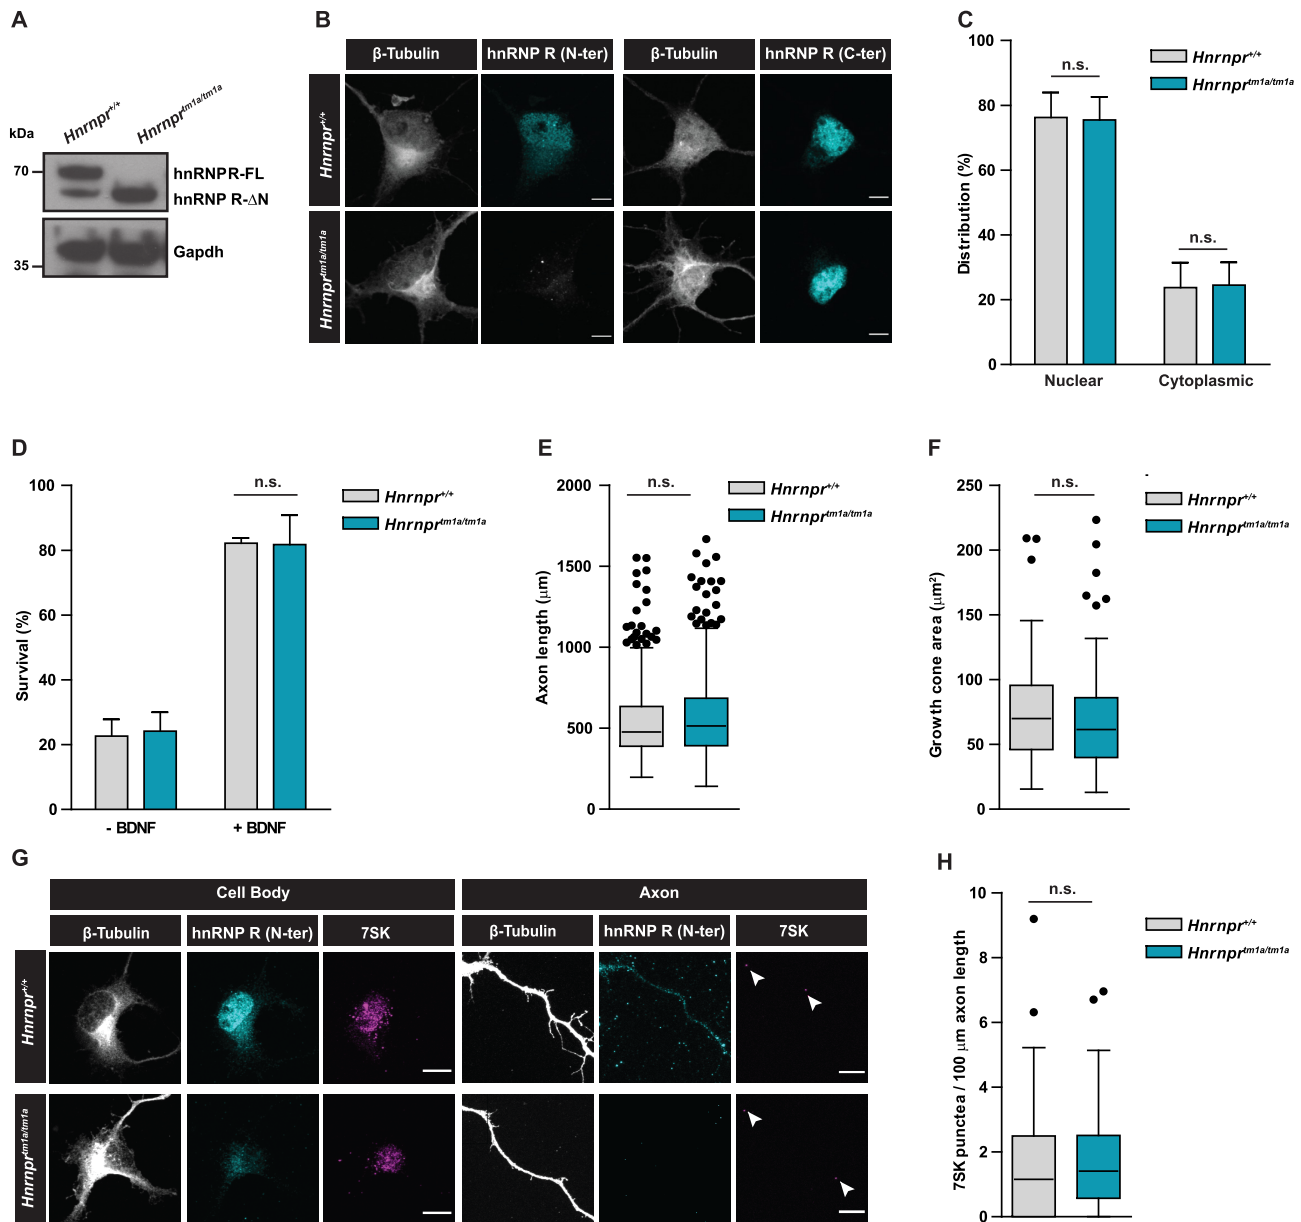 A
Hnrnpr+/+
Hnrnprtm1a/tm1a
kDa
70
hnRNPR-FL
hnRNP R-ΔN
35
Gapdh
B
β-Tubulin
hnRNP R (N-ter)
β-Tubulin
hnRNP R (C-ter)
Hnrnpr+/+
Hnrnprtm1a/tm1a
C
Distribution (%)
100
80
60
40
20
0
n.s.
n.s.
Nuclear
Cytoplasmic
Hnrnpr+/+
Hnrnprtm1a/tm1a
D
Survival (%)
100
80
60
40
20
0
n.s.
- BDNF
+ BDNF
Hnrnpr+/+
Hnrnprtm1a/tm1a
E
Axon length (μm)
2000
1500
1000
500
0
n.s.
Hnrnpr+/+
Hnrnprtm1a/tm1a
F
Growth cone area (μm2)
250
200
150
100
50
0
n.s.
-
Hnrnpr+/+
Hnrnprtm1a/tm1a
G
Cell Body
Axon
β-Tubulin
hnRNP R (N-ter)
7SK
β-Tubulin
hnRNP R (N-ter)
7SK
Hnrnpr+/+
Hnrnprtm1a/tm1a
H
7SK punctea / 100 μm axon length
10
8
6
4
2
0
n.s.
Hnrnpr+/+
Hnrnprtm1a/tm1a